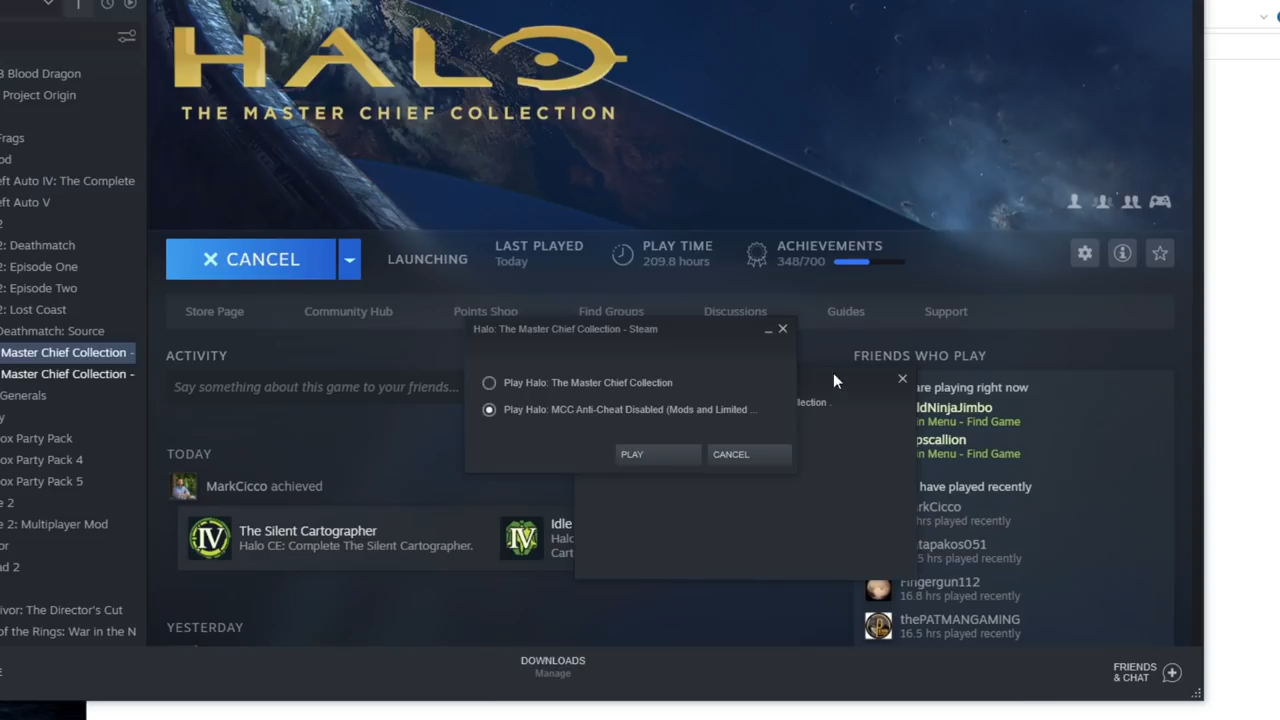 HALO
THE MASTER CHIEF COLLECTION
3 Blood Dragon
Project Origin
Frags
od
eft Auto IV: The Complete
eft Auto V
2
2: Deathmatch
2: Episode One
2: Episode Two
2: Lost Coast
Deathmatch: Source
Master Chief Collection -
Master Chief Collection -
Generals
y
ox Party Pack
ox Party Pack 4
ox Party Pack 5
e 2
e 2: Multiplayer Mod
or
ad 2
ivor: The Director's Cut
of the Rings: War in the N
CANCEL
LAUNCHING
LAST PLAYED
Today
PLAY TIME
209.8 hours
ACHIEVEMENTS
348/700
Store Page
Community Hub
Points Shop
Find Groups
Discussions
Guides
Support
Halo: The Master Chief Collection - Steam
Play Halo: The Master Chief Collection
Play Halo: MCC Anti-Cheat Disabled (Mods and Limited ...
PLAY
CANCEL
lection .
ACTIVITY
Say something about this game to your friends...
TODAY
MarkCicco achieved
The Silent Cartographer
Halo CE: Complete The Silent Cartographer.
Idle
Halo
Cart
YESTERDAY
FRIENDS WHO PLAY
are playing right now
ldNinjaJimbo
in Menu - Find Game
pscallion
in Menu - Find Game
have played recently
rkCicco
hrs played recently
tapakos051
5 hrs played recently
Fingergun112
16.8 hrs played recently
thePATMANGAMING
16.5 hrs played recently
DOWNLOADS
Manage
FRIENDS
& CHAT